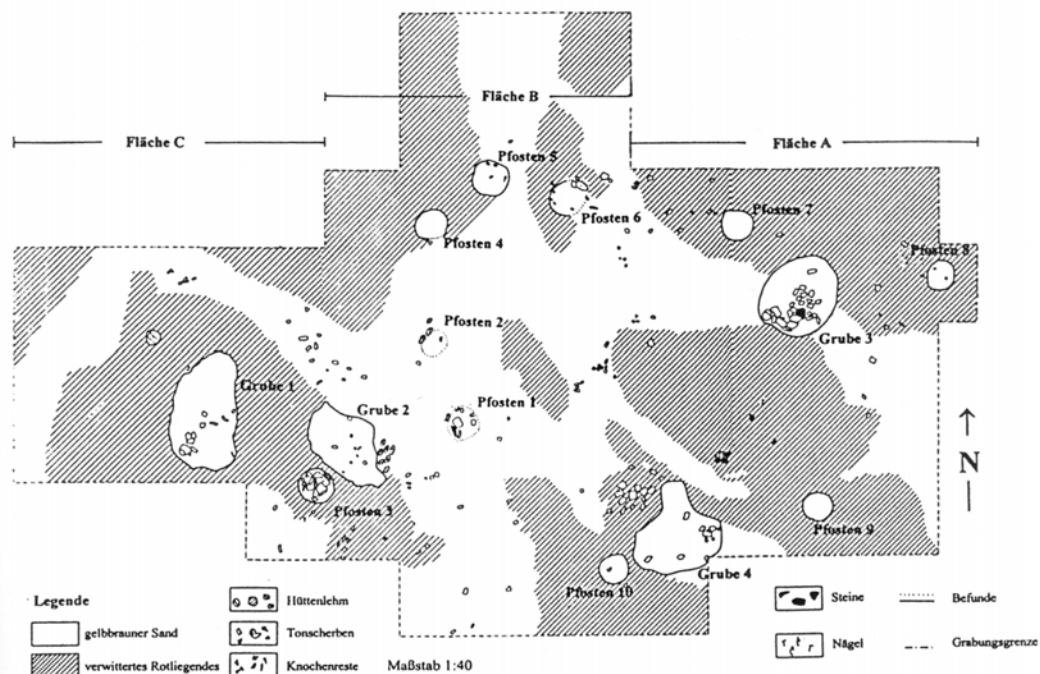 Fläche B
Fläche C
Fläche A
Pfosten 5
Pfosten 7
Pfosten 6
Pfosten 4
Pfosten 8
Pfosten 2
Grube 3
Grube 1
Pfosten 1
Grube 2
N
Pfosten 3
Pfosten 9
Grube 4
Pfosten 10
Legende
Hüttenlehm
Steine
Befunde
gelbbrauner Sand
Tonscherben
Nägel
Grabungsgrenze
verwittertes Rotliegendes
Knochenreste
Maßstab 1:40